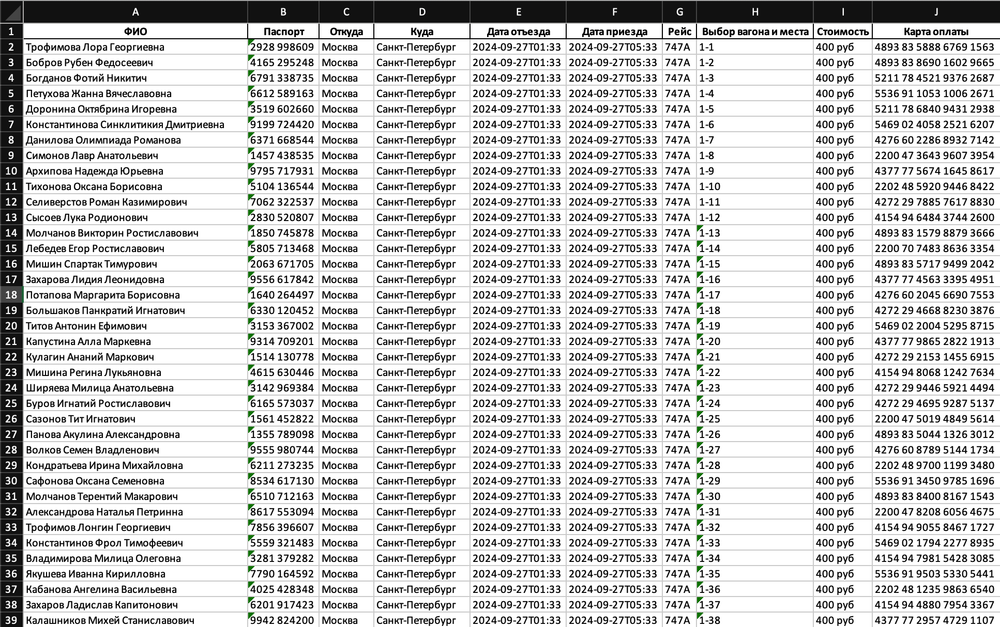 A B C D E F G H I J
1 ФИО Паспорт Откуда Куда Дата отъезда Дата приезда Рейс Выбор вагона и места Стоимость Карта оплаты
2 Трофимова Лора Георгиевна 2928 998609 Москва Санкт-Петербург 2024-09-27T01:33 2024-09-27T05:33 747А 1-1 400 руб 4893 83 5888 6769 1563
3 Бобров Рубен Федосеевич 4165 295248 Москва Санкт-Петербург 2024-09-27T01:33 2024-09-27T05:33 747А 1-2 400 руб 4893 83 8690 1602 9665
4 Богданов Фотий Никитич 6791 338735 Москва Санкт-Петербург 2024-09-27T01:33 2024-09-27T05:33 747А 1-3 400 руб 5211 78 4521 9376 2687
5 Петухова Жанна Вячеславовна 6612 589163 Москва Санкт-Петербург 2024-09-27T01:33 2024-09-27T05:33 747А 1-4 400 руб 5536 91 1053 1006 2671
6 Доронина Октябрина Игоревна 3519 602660 Москва Санкт-Петербург 2024-09-27T01:33 2024-09-27T05:33 747А 1-5 400 руб 5211 78 6840 9431 2938
7 Константинова Синклитикия Дмитриевна 9199 724420 Москва Санкт-Петербург 2024-09-27T01:33 2024-09-27T05:33 747А 1-6 400 руб 5469 02 4058 2521 6207
8 Данилова Олимпиада Романова 6371 668544 Москва Санкт-Петербург 2024-09-27T01:33 2024-09-27T05:33 747А 1-7 400 руб 4276 60 2286 8932 7142
9 Симонов Лавр Анатольевич 1457 438535 Москва Санкт-Петербург 2024-09-27T01:33 2024-09-27T05:33 747А 1-8 400 руб 2200 47 3643 9607 3954
10 Архипова Надежда Юрьевна 9795 717931 Москва Санкт-Петербург 2024-09-27T01:33 2024-09-27T05:33 747А 1-9 400 руб 4377 77 5674 1645 8617
11 Тихонова Оксана Борисовна 5104 136544 Москва Санкт-Петербург 2024-09-27T01:33 2024-09-27T05:33 747А 1-10 400 руб 2202 48 5920 9446 8422
12 Селиверстов Роман Казимирович 7062 322537 Москва Санкт-Петербург 2024-09-27T01:33 2024-09-27T05:33 747А 1-11 400 руб 4272 29 7885 7617 8830
13 Сысоев Лука Родионович 2830 520807 Москва Санкт-Петербург 2024-09-27T01:33 2024-09-27T05:33 747А 1-12 400 руб 4154 94 6484 3744 2600
14 Молчанов Викторин Ростиславович 1850 745878 Москва Санкт-Петербург 2024-09-27T01:33 2024-09-27T05:33 747А 1-13 400 руб 4893 83 1579 8879 3666
15 Лебедев Егор Ростиславович 5805 713468 Москва Санкт-Петербург 2024-09-27T01:33 2024-09-27T05:33 747А 1-14 400 руб 2200 70 7483 8636 3354
16 Мишин Спартак Тимурович 2063 671705 Москва Санкт-Петербург 2024-09-27T01:33 2024-09-27T05:33 747А 1-15 400 руб 4893 83 5717 9499 2042
17 Захарова Лидия Леонидовна 9556 617842 Москва Санкт-Петербург 2024-09-27T01:33 2024-09-27T05:33 747А 1-16 400 руб 4377 77 4563 3395 4951
18 Потапова Маргарита Борисовна 1640 264497 Москва Санкт-Петербург 2024-09-27T01:33 2024-09-27T05:33 747А 1-17 400 руб 4276 60 2045 6690 7553
19 Большаков Панкратий Игнатович 6330 120452 Москва Санкт-Петербург 2024-09-27T01:33 2024-09-27T05:33 747А 1-18 400 руб 4272 29 4668 8230 3876
20 Титов Антонин Ефимович 3153 367002 Москва Санкт-Петербург 2024-09-27T01:33 2024-09-27T05:33 747А 1-19 400 руб 5469 02 2004 5295 8715
21 Капустина Алла Маркевна 9314 709201 Москва Санкт-Петербург 2024-09-27T01:33 2024-09-27T05:33 747А 1-20 400 руб 4377 77 9865 2822 1913
22 Кулагин Ананий Маркович 1514 130778 Москва Санкт-Петербург 2024-09-27T01:33 2024-09-27T05:33 747А 1-21 400 руб 4272 29 2153 1455 6915
23 Мишина Регина Лукьяновна 4615 630446 Москва Санкт-Петербург 2024-09-27T01:33 2024-09-27T05:33 747А 1-22 400 руб 4154 94 8068 1242 7634
24 Ширяева Милица Анатольевна 3142 969384 Москва Санкт-Петербург 2024-09-27T01:33 2024-09-27T05:33 747А 1-23 400 руб 4272 29 9446 5921 4494
25 Буров Игнатий Ростиславович 6165 573037 Москва Санкт-Петербург 2024-09-27T01:33 2024-09-27T05:33 747А 1-24 400 руб 4272 29 4695 9287 5137
26 Сазонов Тит Игнатович 1561 452822 Москва Санкт-Петербург 2024-09-27T01:33 2024-09-27T05:33 747А 1-25 400 руб 2200 47 5019 4849 5614
27 Панова Акулина Александровна 1355 789098 Москва Санкт-Петербург 2024-09-27T01:33 2024-09-27T05:33 747А 1-26 400 руб 4893 83 5044 1326 3012
28 Волков Семен Владленович 9555 980744 Москва Санкт-Петербург 2024-09-27T01:33 2024-09-27T05:33 747А 1-27 400 руб 4276 60 8789 5144 1734
29 Кондратьева Ирина Михайловна 6211 273235 Москва Санкт-Петербург 2024-09-27T01:33 2024-09-27T05:33 747А 1-28 400 руб 2202 48 9700 1199 3480
30 Сафонова Оксана Семеновна 8534 617130 Москва Санкт-Петербург 2024-09-27T01:33 2024-09-27T05:33 747А 1-29 400 руб 5536 91 3450 9785 1696
31 Молчанов Терентий Макарович 6510 712163 Москва Санкт-Петербург 2024-09-27T01:33 2024-09-27T05:33 747А 1-30 400 руб 4893 83 8400 8167 1543
32 Александрова Наталья Петринна 8617 553094 Москва Санкт-Петербург 2024-09-27T01:33 2024-09-27T05:33 747А 1-31 400 руб 2200 47 8208 6056 4675
33 Трофимов Лонгин Георгиевич 7856 396607 Москва Санкт-Петербург 2024-09-27T01:33 2024-09-27T05:33 747А 1-32 400 руб 4154 94 9055 8467 1727
34 Константинов Фрол Тимофеевич 5559 321483 Москва Санкт-Петербург 2024-09-27T01:33 2024-09-27T05:33 747А 1-33 400 руб 5469 02 1794 2277 8935
35 Владимирова Милица Олеговна 3281 379282 Москва Санкт-Петербург 2024-09-27T01:33 2024-09-27T05:33 747А 1-34 400 руб 4154 94 7981 5428 3085
36 Якушева Иванна Кирилловна 7790 164592 Москва Санкт-Петербург 2024-09-27T01:33 2024-09-27T05:33 747А 1-35 400 руб 5536 91 9503 5330 5441
37 Кабанова Ангелина Васильевна 4025 428348 Москва Санкт-Петербург 2024-09-27T01:33 2024-09-27T05:33 747А 1-36 400 руб 2202 48 1235 9863 6540
38 Захаров Ладислав Капитонович 6201 917423 Москва Санкт-Петербург 2024-09-27T01:33 2024-09-27T05:33 747А 1-37 400 руб 4154 94 4880 7954 3367
39 Калашников Михей Станиславович 9942 824200 Москва Санкт-Петербург 2024-09-27T01:33 2024-09-27T05:33 747А 1-38 400 руб 4377 77 2957 4729 1107